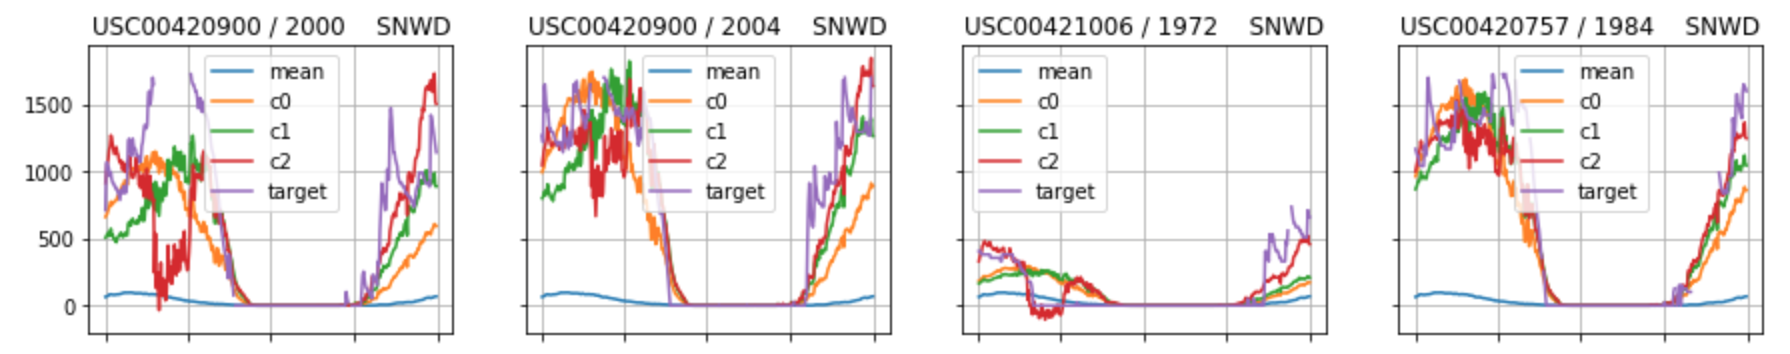 USC00420900 / 2000 SNWD
mean
c0
c1
c2
target
1500
1000
500
0
USC00420900 / 2004 SNWD
mean
c0
c1
c2
target
USC00421006 / 1972 SNWD
mean
c0
c1
c2
target
USC00420757 / 1984 SNWD
mean
c0
c1
c2
target